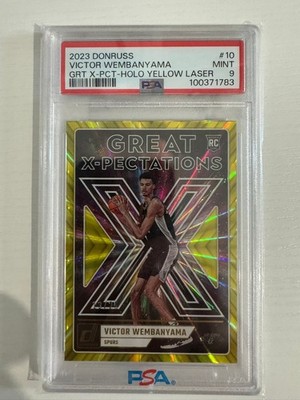 2023 DONRUSS #10
VICTOR WEMBANYAMA MINT
GRT X-PCT-HOLO YELLOW LASER 9
PSA 100371783
GREAT RC
X-PECTATIONS
VICTOR WEMBANYAMA
SPURS
PSA